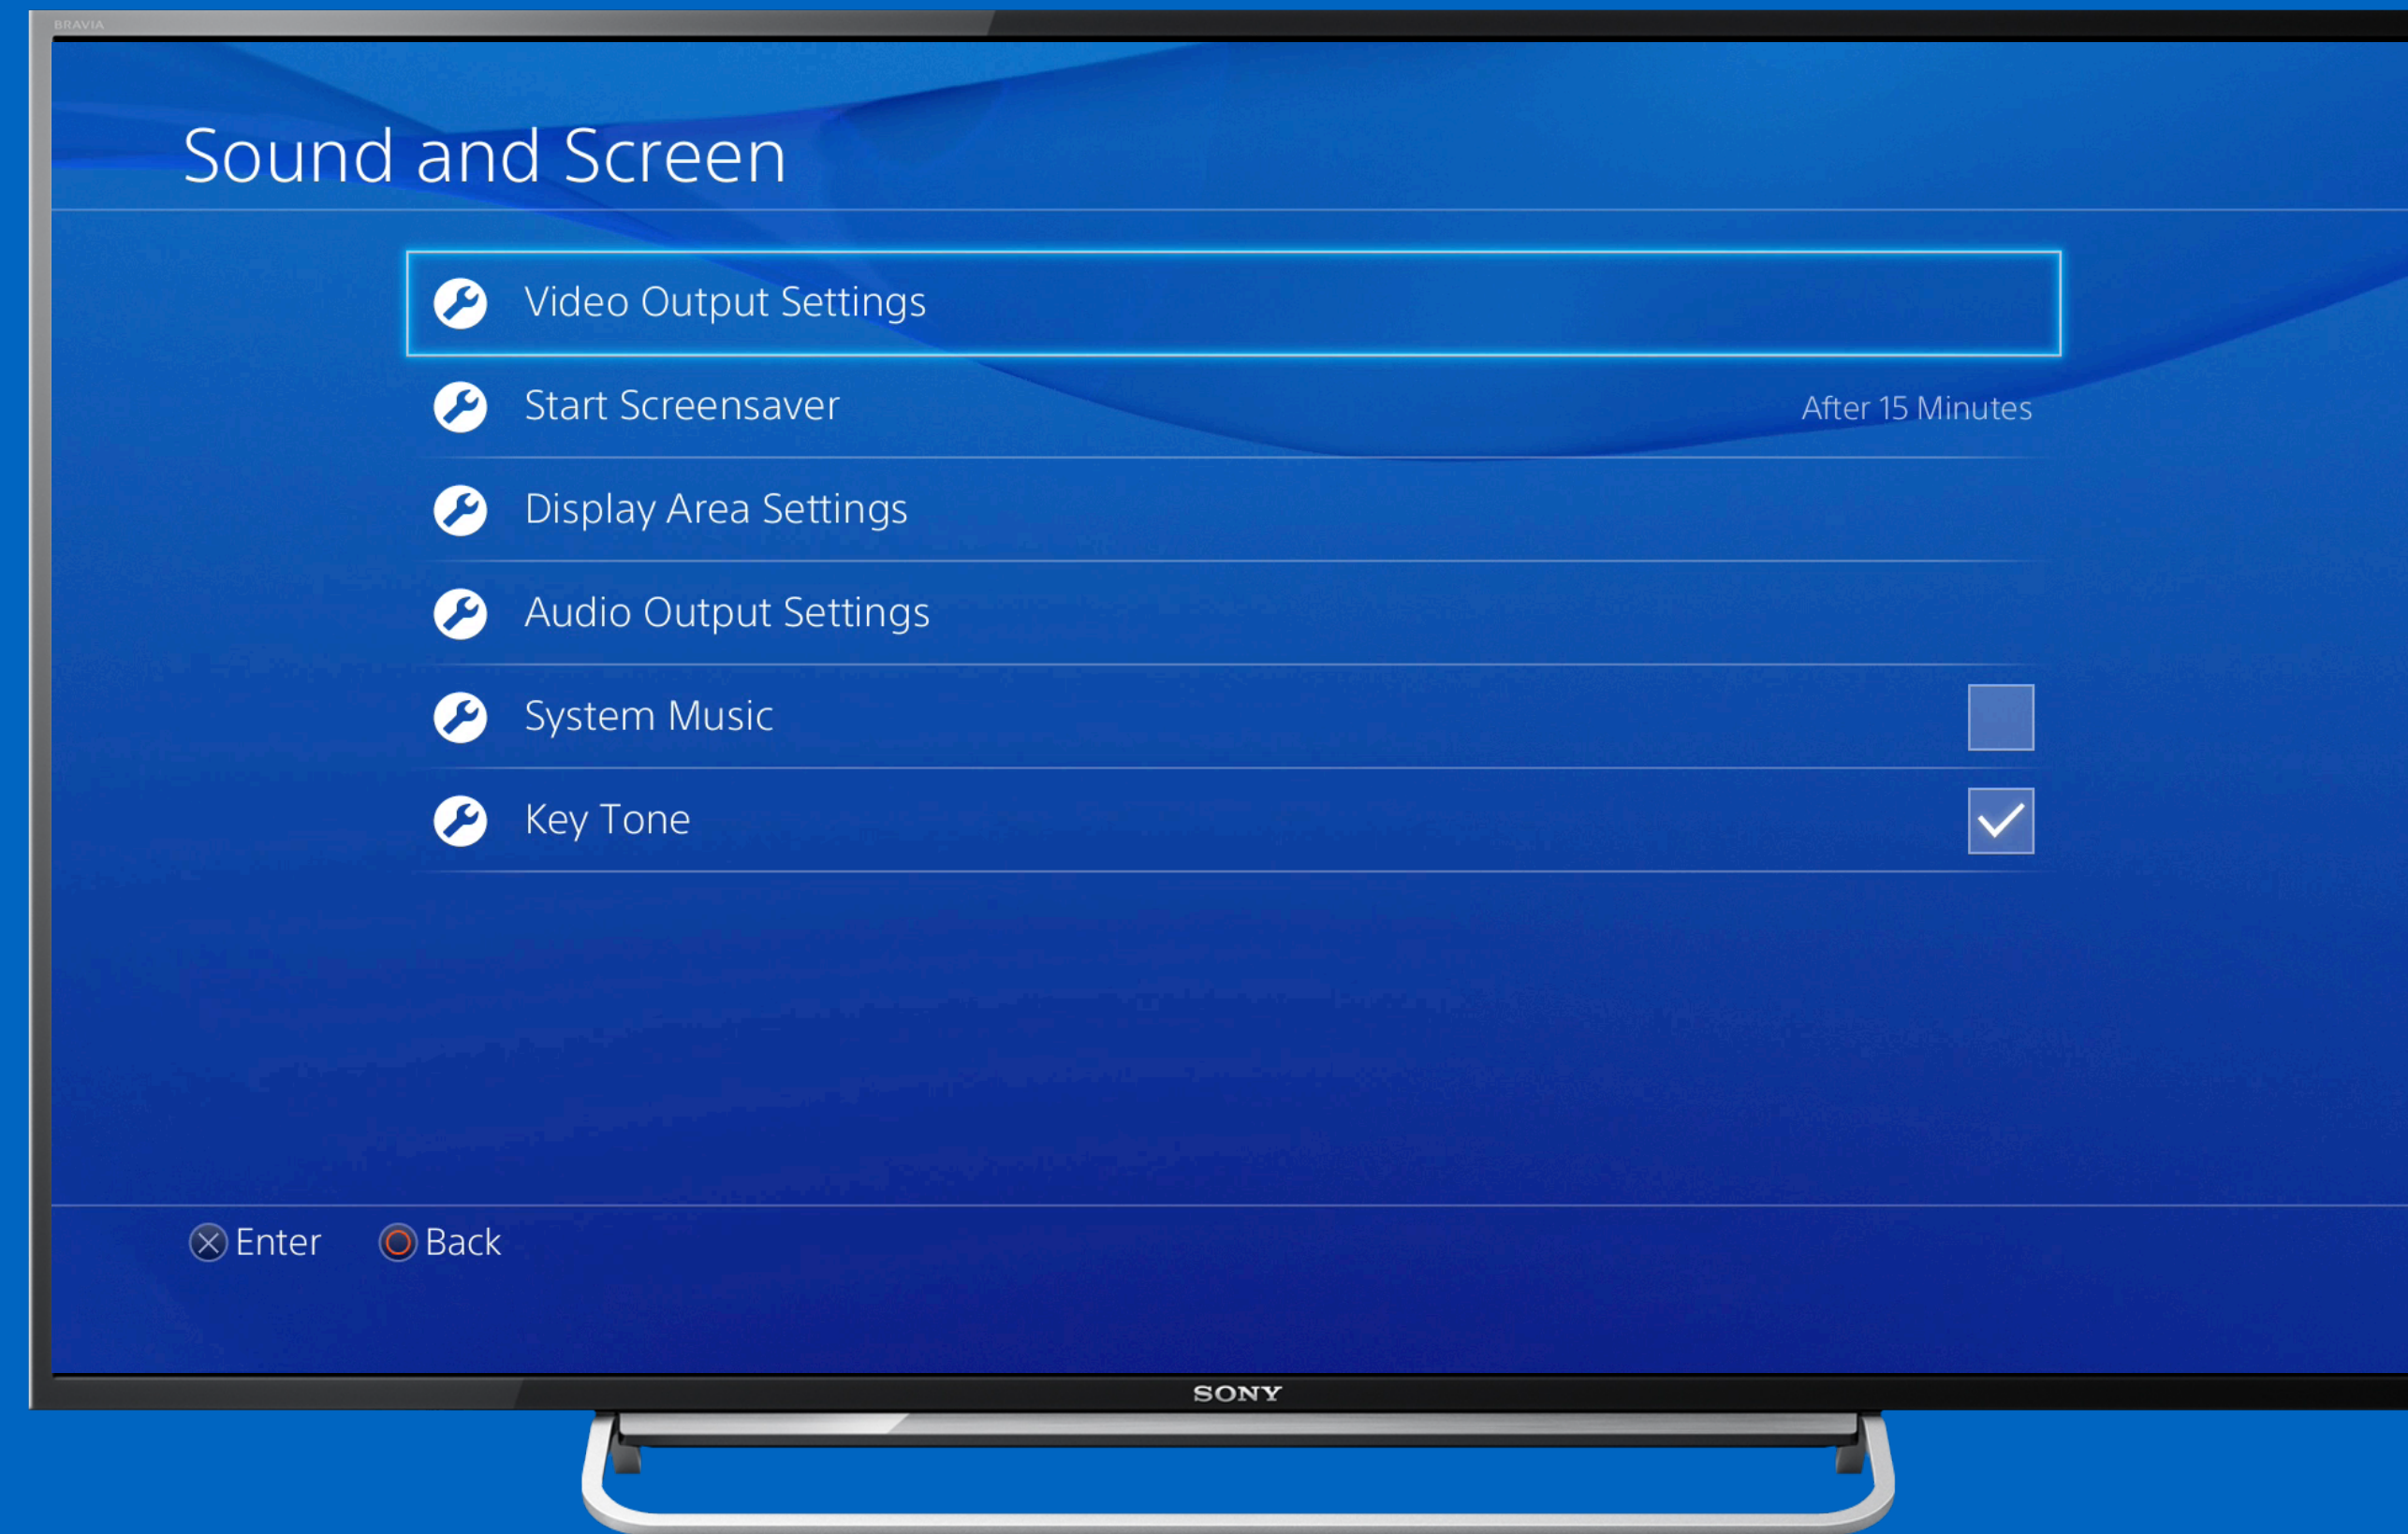 BRAVIA
Sound and Screen
Video Output Settings
Start Screensaver After 15 Minutes
Display Area Settings
Audio Output Settings
System Music
Key Tone
Enter Back
SONY